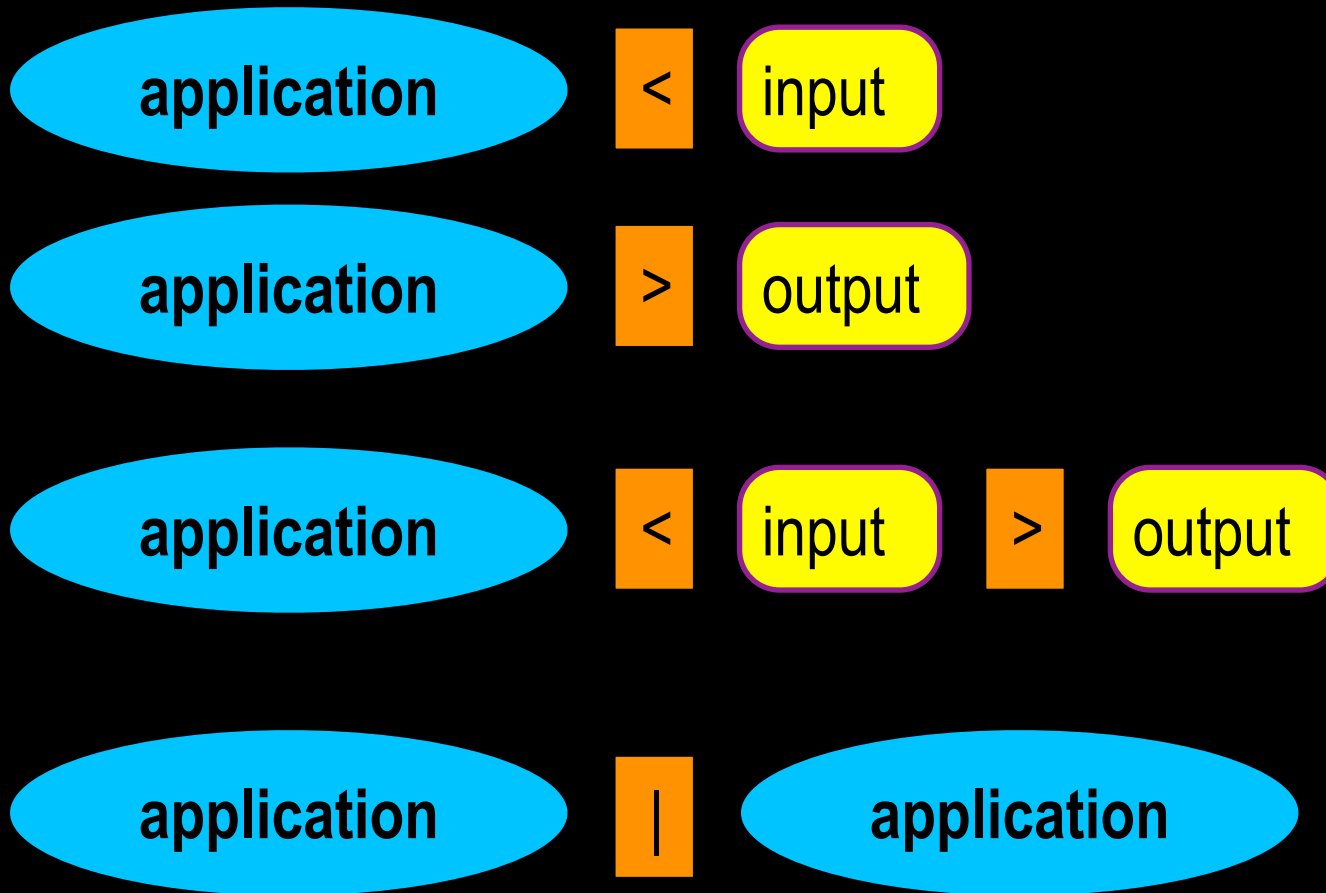 application < input
application > output
application < input > output
application | application